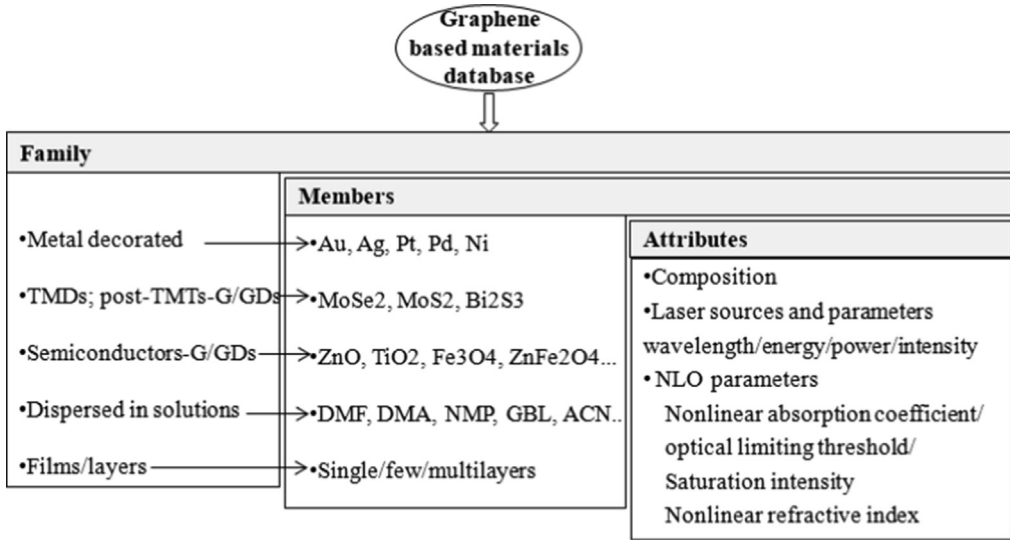 Graphene
based materials
database
Family
•Metal decorated
•TMDs; post-TMTs-G/GDs
•Semiconductors-G/GDs
•Dispersed in solutions
•Films/layers
Members
•Au, Ag, Pt, Pd, Ni
•MoSe2, MoS2, Bi2S3
•ZnO, TiO2, Fe3O4, ZnFe2O4...
•DMF, DMA, NMP, GBL, ACN..
•Single/few/multilayers
Attributes
•Composition
•Laser sources and parameters
wavelength/energy/power/intensity
•NLO parameters
Nonlinear absorption coefficient/
optical limiting threshold/
Saturation intensity
Nonlinear refractive index